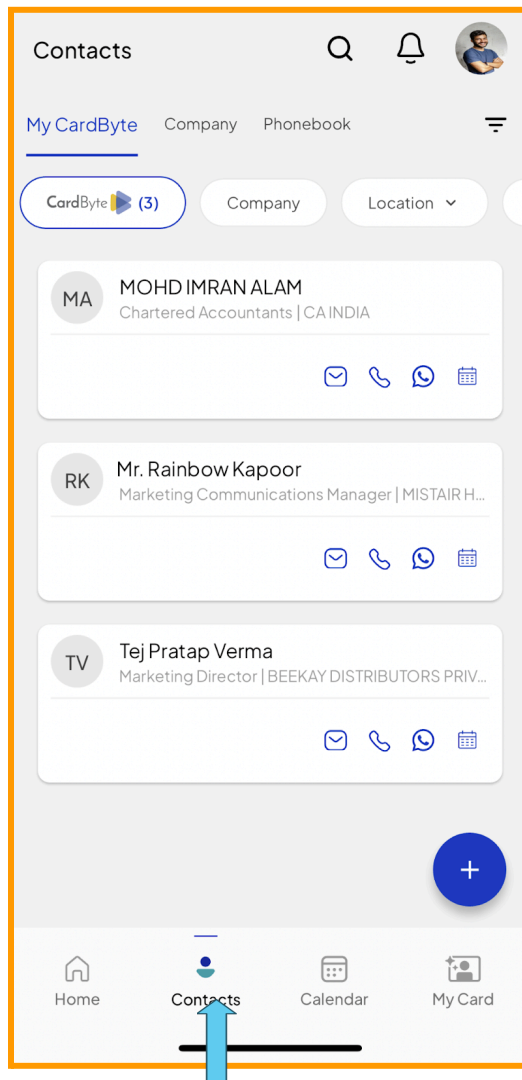 Contacts
My CardByte Company Phonebook
CardByte (3) Company Location
MA MOHD IMRAN ALAM
Chartered Accountants | CA INDIA
RK Mr. Rainbow Kapoor
Marketing Communications Manager | MISTAIR H...
TV Tej Pratap Verma
Marketing Director | BEEKAY DISTRIBUTORS PRIV...
+
Home Contacts Calendar My Card